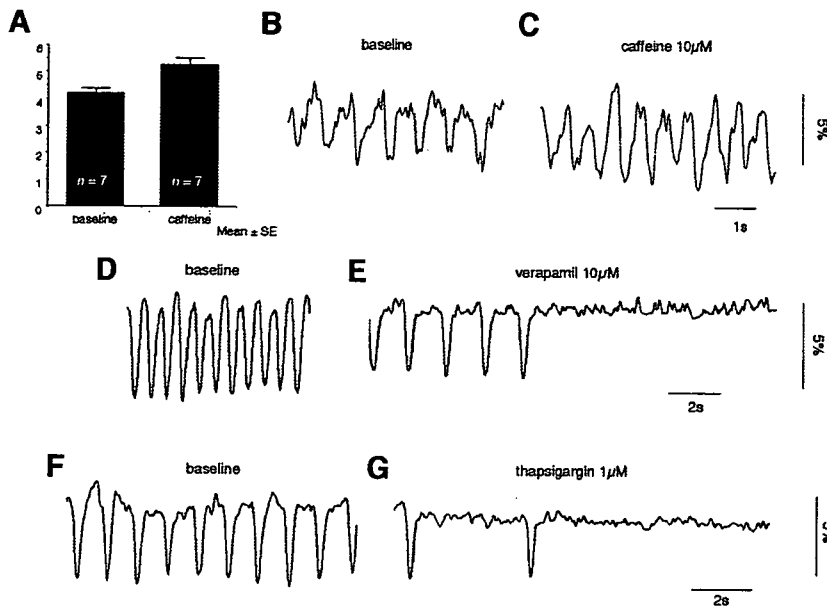 A
6
5
4
3
2
1
0
n = 7
n = 7
baseline
caffeine
Mean ± SE
B
baseline
C
caffeine 10µM
5%
1s
D
baseline
E
verapamil 10µM
5%
2s
F
baseline
G
thapsigargin 1µM
2s